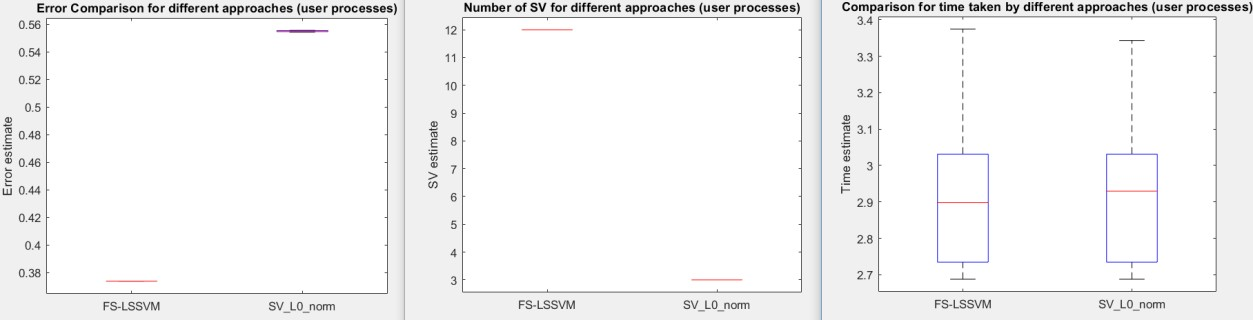 Error Comparison for different approaches (user processes)
0.56
0.54
0.52
0.5
0.48
0.46
0.44
0.42
0.4
0.38
Error estimate
FS-LSSVM
SV_L0_norm
Number of SV for different approaches (user processes)
12
11
10
9
8
7
6
5
4
3
SV estimate
FS-LSSVM
SV_L0_norm
Comparison for time taken by different approaches (user processes)
3.4
3.3
3.2
3.1
3
2.9
2.8
2.7
Time estimate
FS-LSSVM
SV_L0_norm